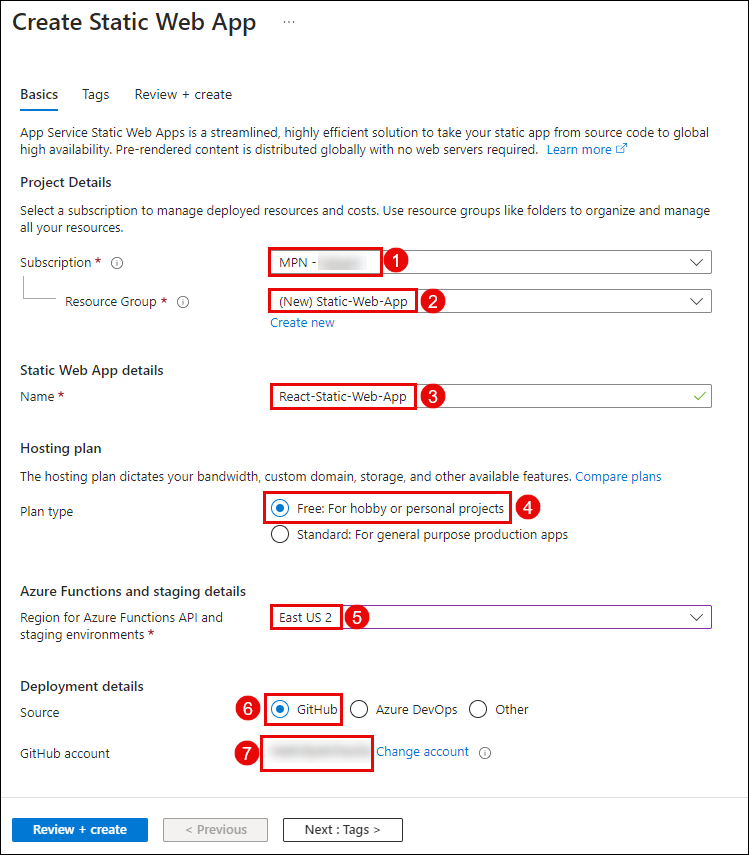 Create Static Web App ...
Basics Tags Review + create
App Service Static Web Apps is a streamlined, highly efficient solution to take your static app from source code to global
high availability. Pre-rendered content is distributed globally with no web servers required. Learn more
Project Details
Select a subscription to manage deployed resources and costs. Use resource groups like folders to organize and manage
all your resources.
Subscription * MPN - 1
Resource Group * (New) Static-Web-App 2
Create new
Static Web App details
Name * React-Static-Web-App 3
Hosting plan
The hosting plan dictates your bandwidth, custom domain, storage, and other available features. Compare plans
Plan type Free: For hobby or personal projects 4
Standard: For general purpose production apps
Azure Functions and staging details
Region for Azure Functions API and
staging environments * East US 2 5
Deployment details
Source 6 GitHub Azure DevOps Other
GitHub account 7 Change account
Review + create < Previous Next : Tags >